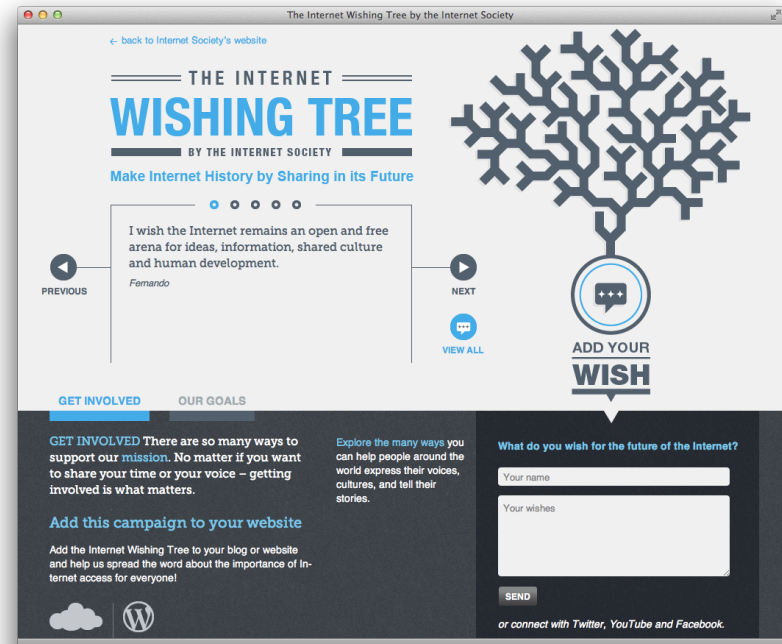 The Internet Wishing Tree by the Internet Society
← back to Internet Society's website
THE INTERNET
WISHING TREE
BY THE INTERNET SOCIETY
Make Internet History by Sharing in its Future
I wish the Internet remains an open and free
arena for ideas, information, shared culture
and human development.
Fernando
PREVIOUS
NEXT
VIEW ALL
ADD YOUR
WISH
GET INVOLVED
OUR GOALS
GET INVOLVED There are so many ways to
support our mission. No matter if you want
to share your time or your voice – getting
involved is what matters.
Add this campaign to your website
Add the Internet Wishing Tree to your blog or website
and help us spread the word about the importance of In-
ternet access for everyone!
Explore the many ways you
can help people around the
world express their voices,
cultures, and tell their
stories.
What do you wish for the future of the Internet?
Your name
Your wishes
SEND
or connect with Twitter, YouTube and Facebook.